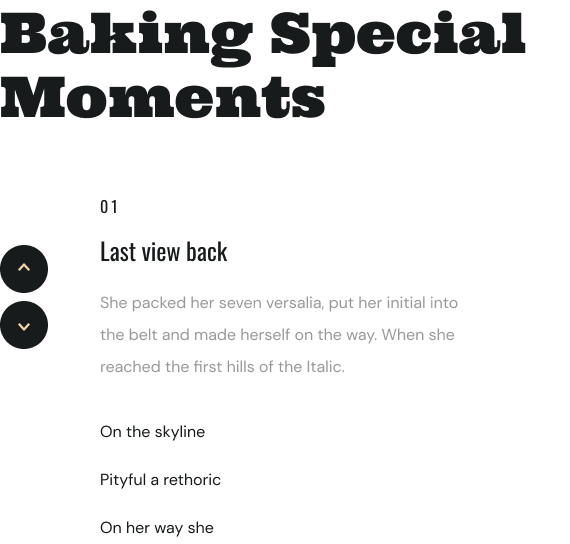 Baking Special
Moments
01
Last view back
She packed her seven versalia, put her initial into
the belt and made herself on the way. When she
reached the first hills of the Italic.
On the skyline
Pityful a rethoric
On her way she